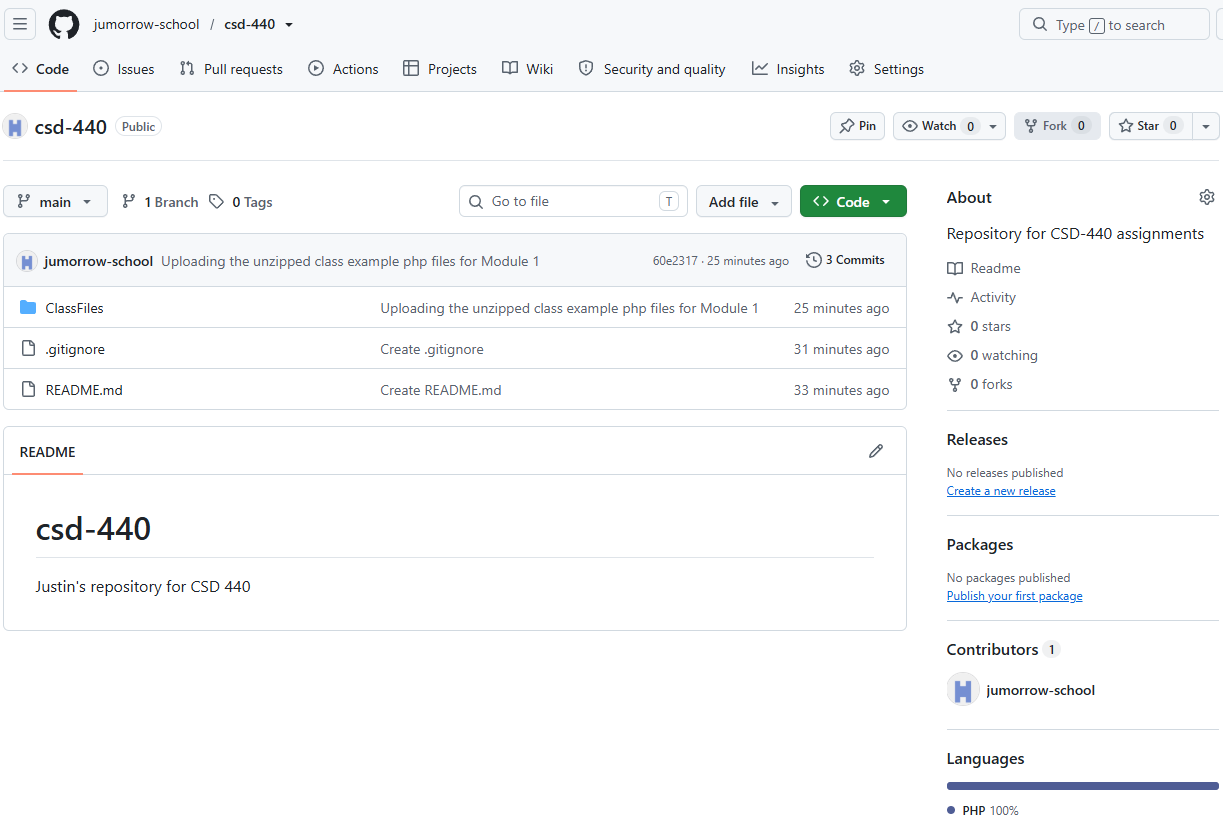 jumorrow-school / csd-440
Type / to search
Code Issues Pull requests Actions Projects Wiki Security and quality Insights Settings
csd-440 Public
Pin Watch 0 Fork 0 Star 0
main 1 Branch 0 Tags Go to file T Add file Code
jumorrow-school Uploading the unzipped class example php files for Module 1 60e2317 · 25 minutes ago 3 Commits
ClassFiles Uploading the unzipped class example php files for Module 1 25 minutes ago
.gitignore Create .gitignore 31 minutes ago
README.md Create README.md 33 minutes ago
README
csd-440
Justin's repository for CSD 440
About
Repository for CSD-440 assignments
Readme
Activity
0 stars
0 watching
0 forks
Releases
No releases published
Create a new release
Packages
No packages published
Publish your first package
Contributors 1
jumorrow-school
Languages
PHP 100%